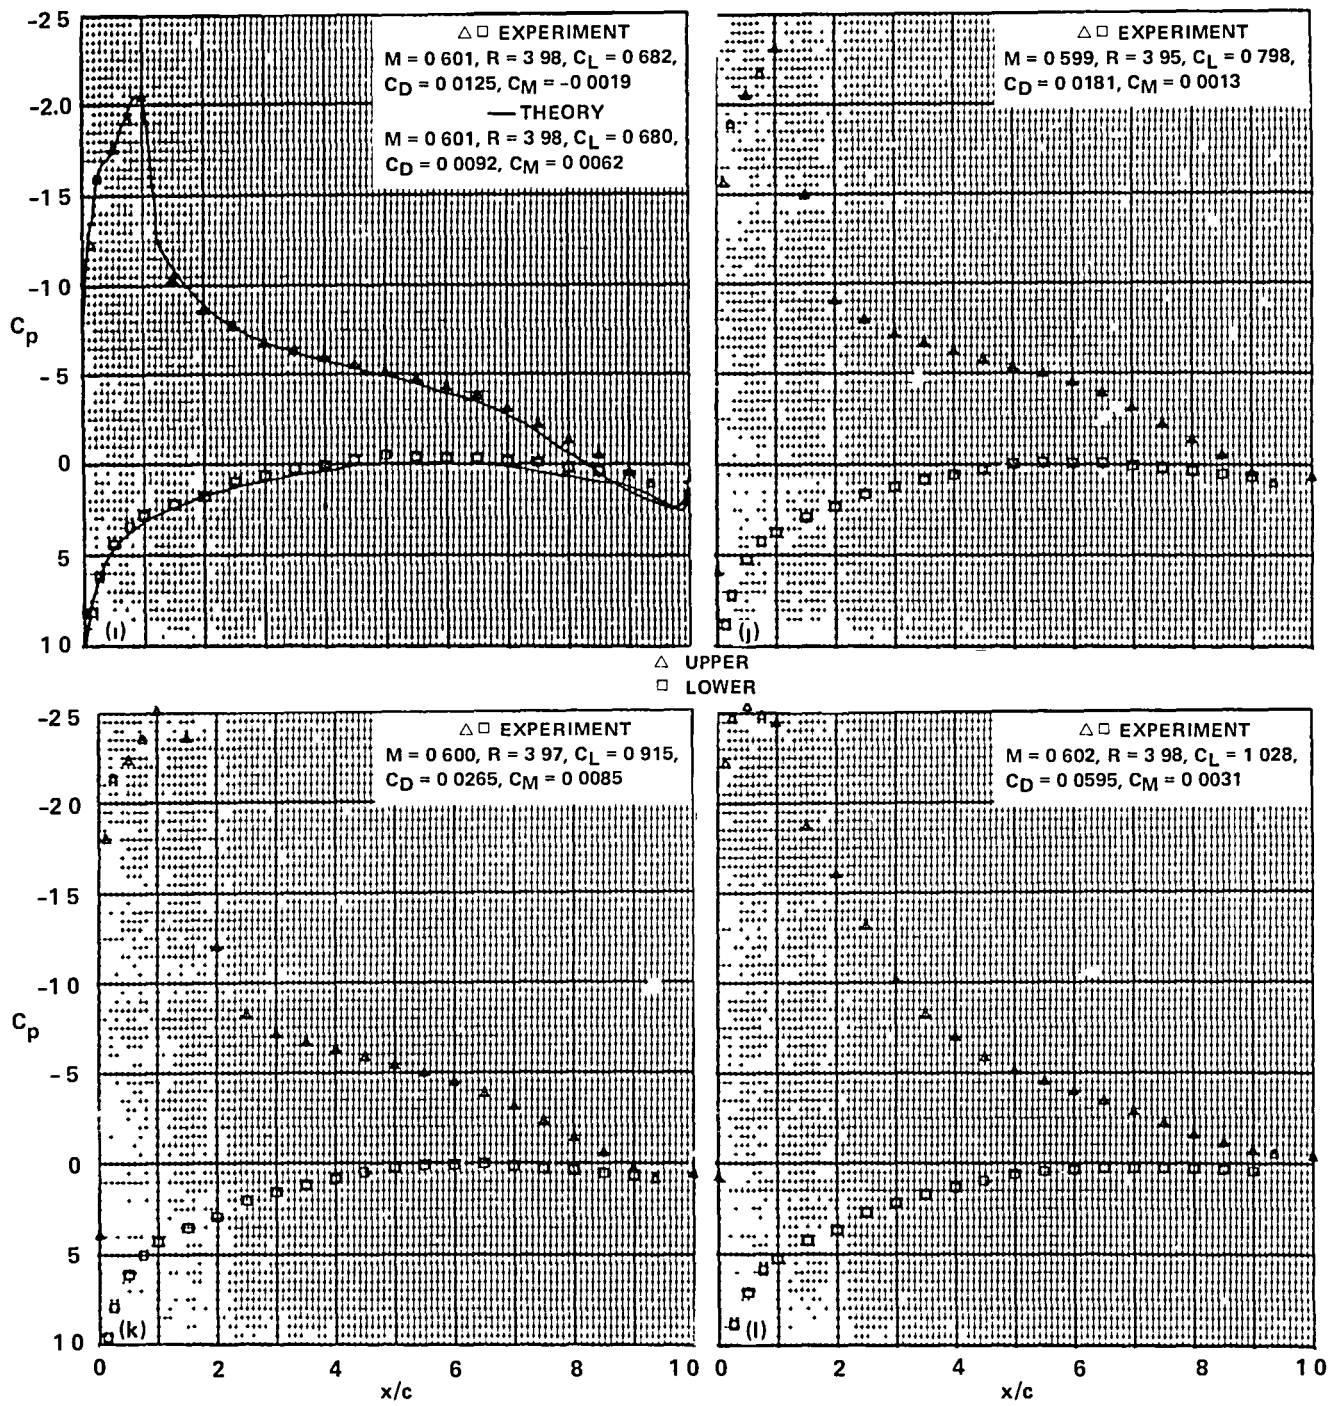 -2 5
-2.0
-1 5
-1 0
Cp
- 5
0
5
1 0
△ □ EXPERIMENT
M = 0 601, R = 3 98, CL = 0 682,
CD = 0 0125, CM = -0 0019
— THEORY
M = 0 601, R = 3 98, CL = 0 680,
CD = 0 0092, CM = 0 0062
(i)
△ □ EXPERIMENT
M = 0 599, R = 3 95, CL = 0 798,
CD = 0 0181, CM = 0 0013
(j)
△ UPPER
□ LOWER
-2 5
-2 0
-1 5
-1 0
Cp
- 5
0
5
1 0
△ □ EXPERIMENT
M = 0 600, R = 3 97, CL = 0 915,
CD = 0 0265, CM = 0 0085
(k)
0 2 4 6 8 1 0
x/c
△ □ EXPERIMENT
M = 0 602, R = 3 98, CL = 1 028,
CD = 0 0595, CM = 0 0031
(l)
0 2 4 6 8 1 0
x/c